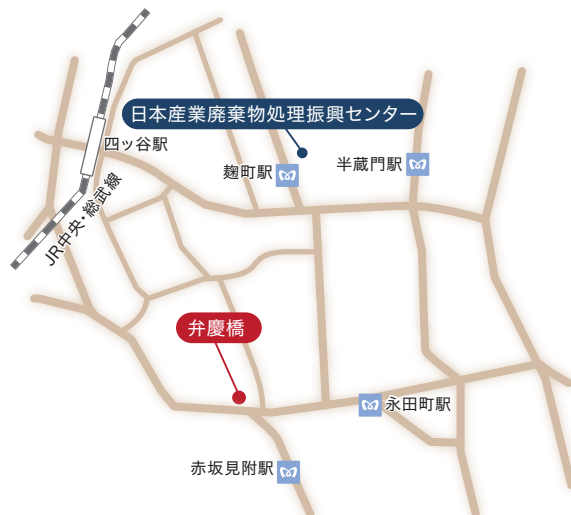 日本産業廃棄物処理振興センター
四ッ谷駅
麹町駅
半蔵門駅
JR中央・総武線
弁慶橋
永田町駅
赤坂見附駅